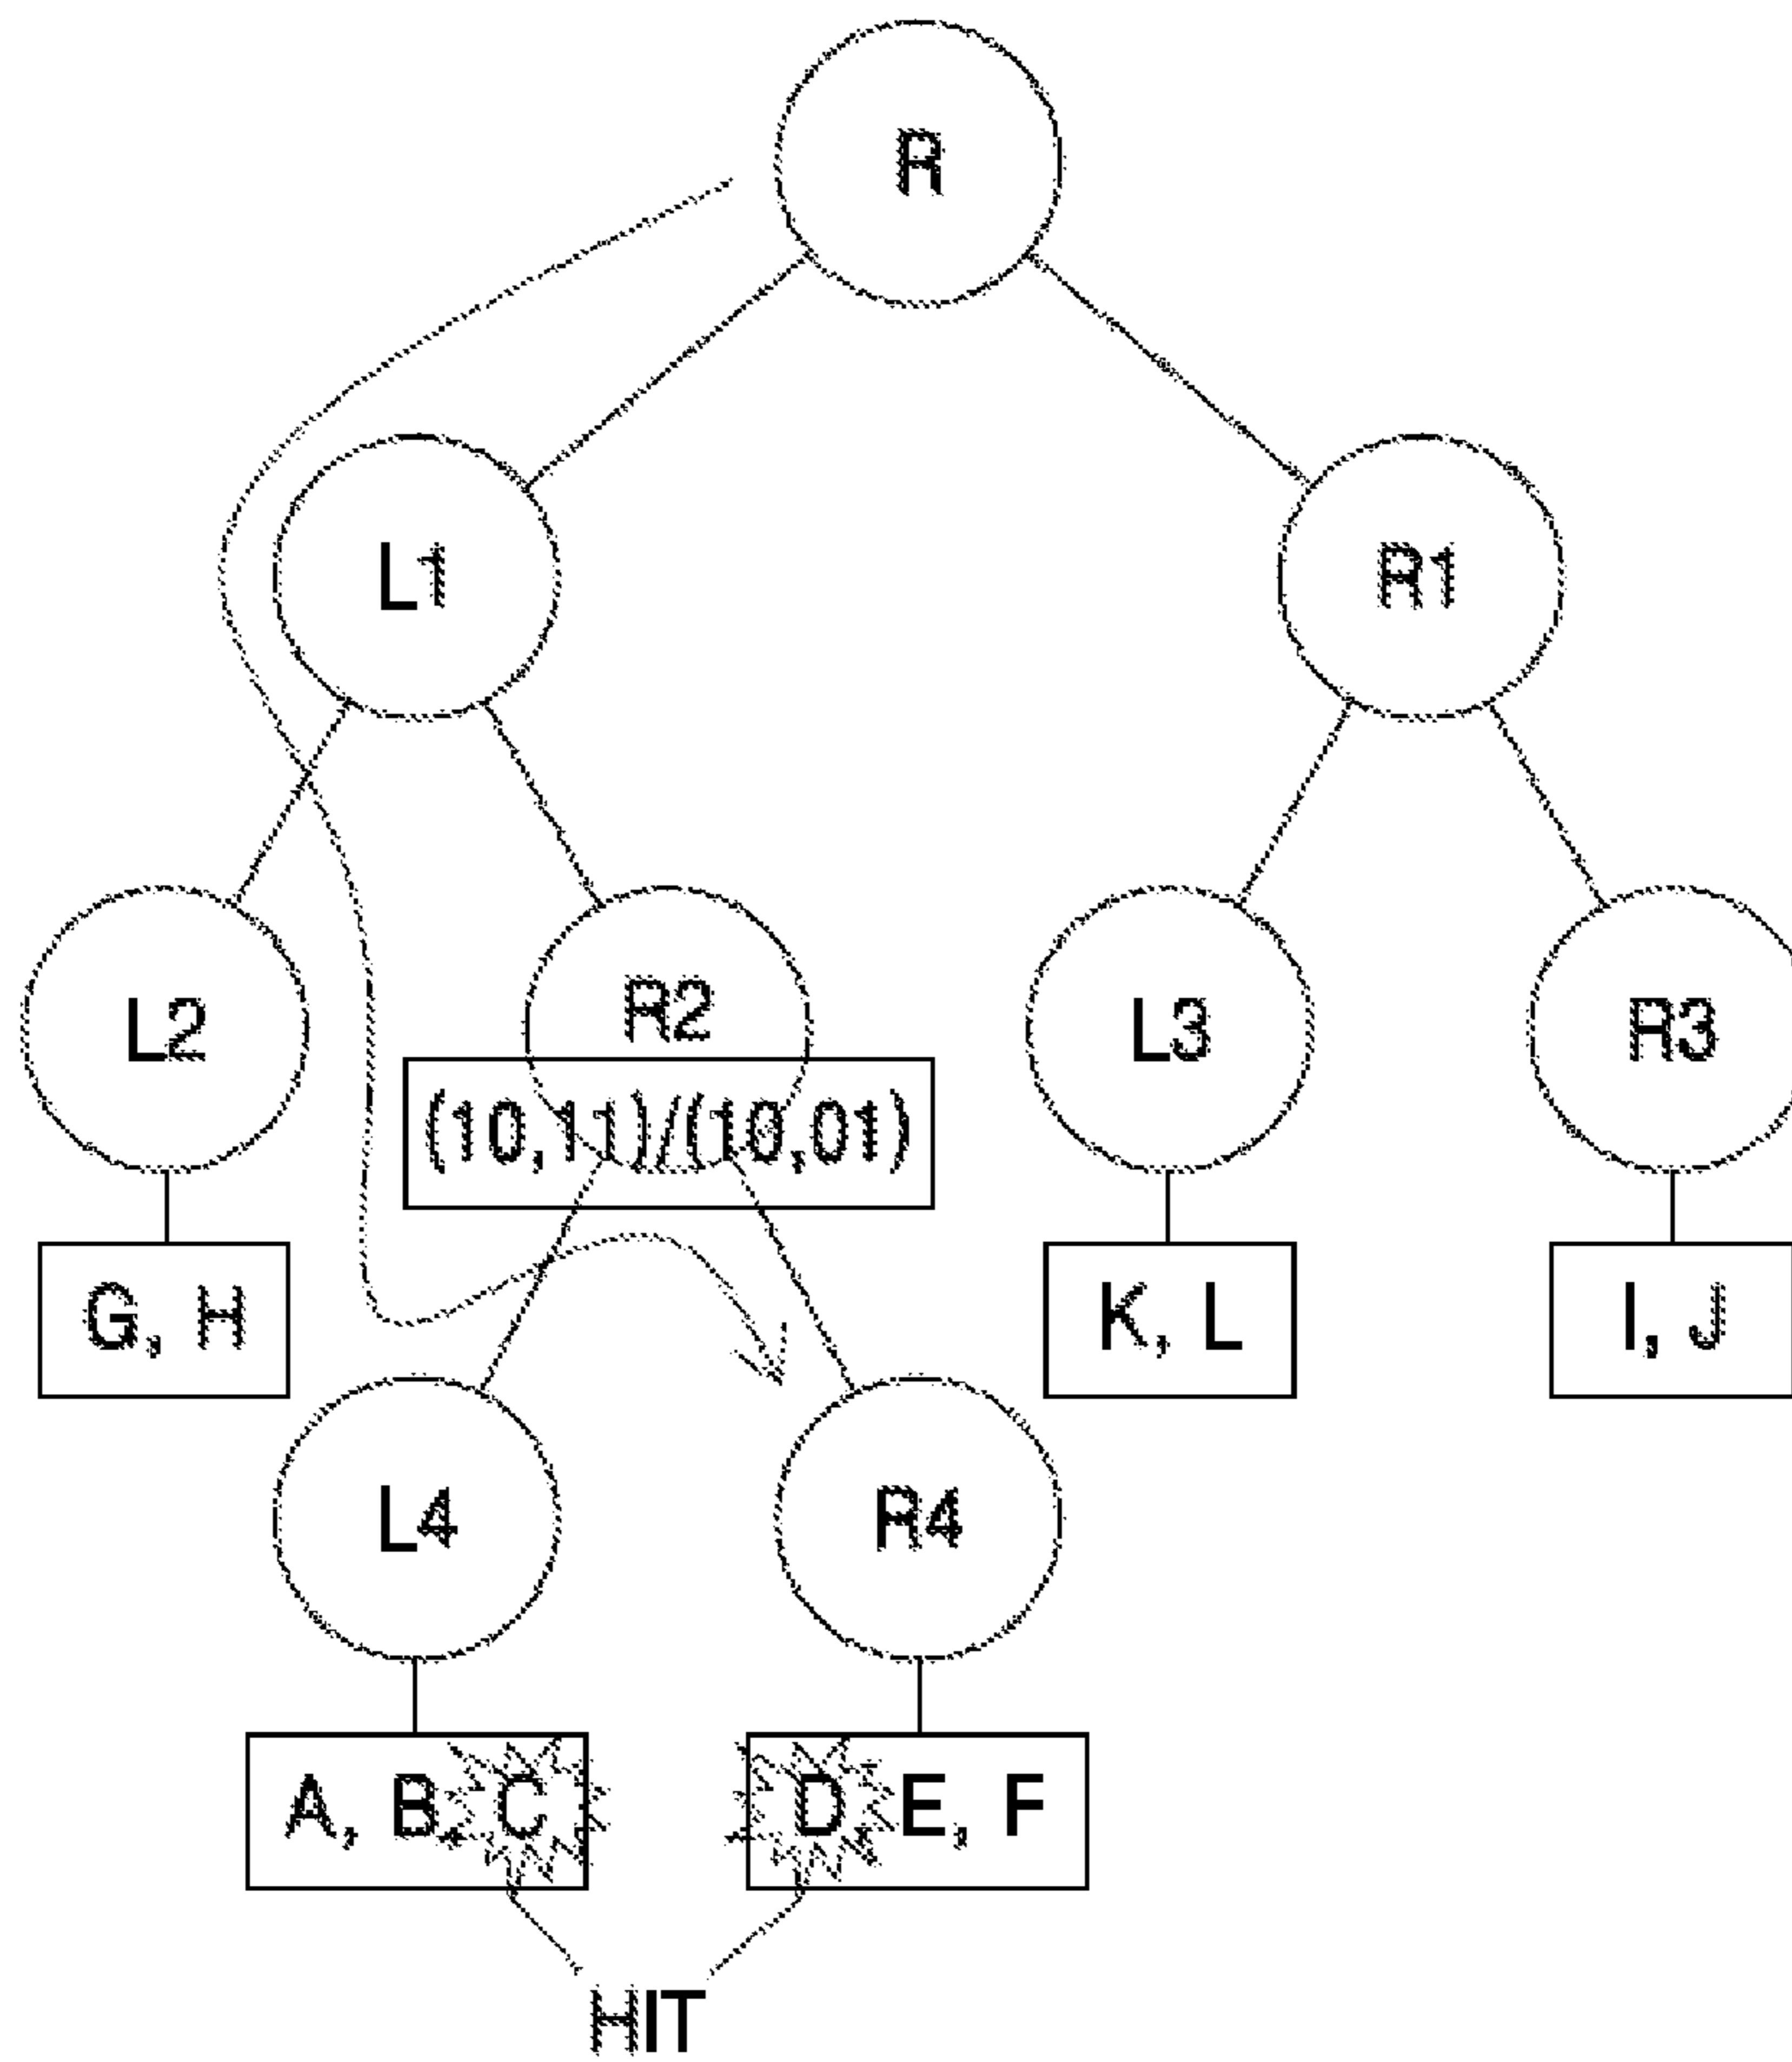 R
L1
R1
L2
R2
L3
R3
(10,11)/(10,01)
G, H
K, L
I, J
L4
R4
A, B, C
D E, F
HIT